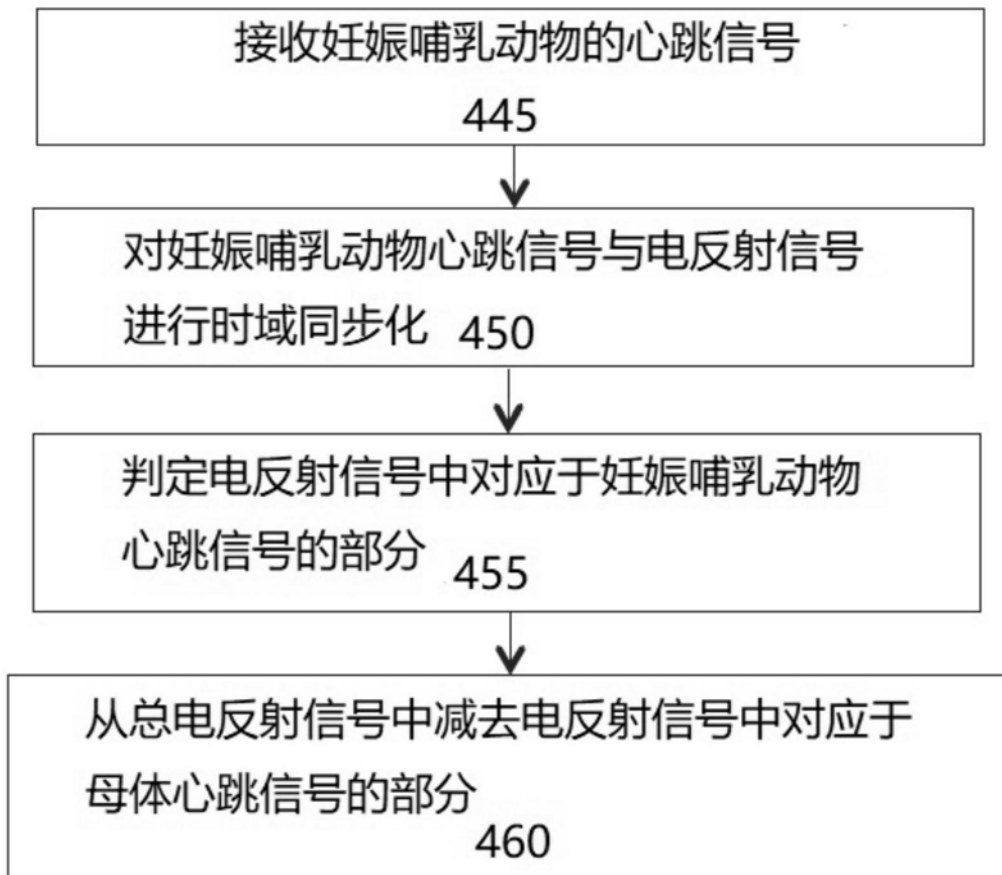 接收妊娠哺乳动物的心跳信号
445
对妊娠哺乳动物心跳信号与电反射信号
进行时域同步化 450
判定电反射信号中对应于妊娠哺乳动物
心跳信号的部分 455
从总电反射信号中减去电反射信号中对应于
母体心跳信号的部分
460